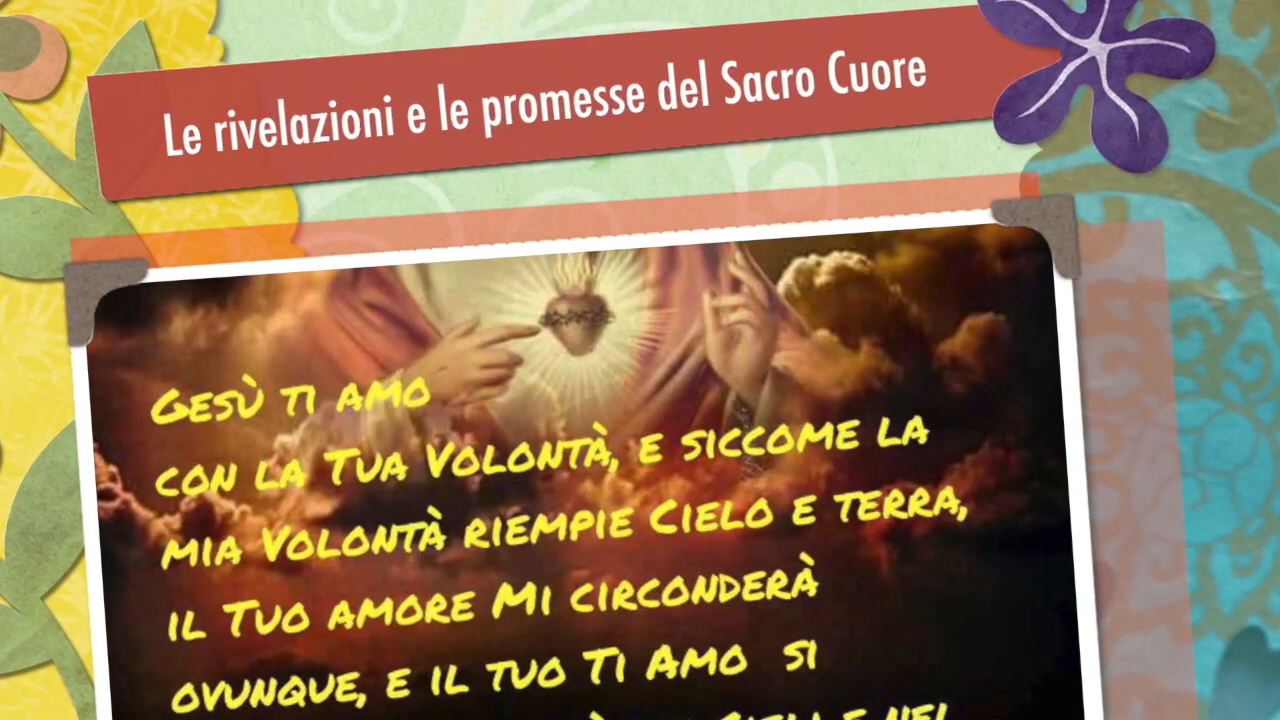 Le rivelazioni e le promesse del Sacro Cuore
GESÙ TI AMO
CON LA TUA VOLONTÀ, E SICCOME LA
MIA VOLONTÀ RIEMPIE CIELO E TERRA,
IL TUO AMORE MI CIRCONDERÀ
OVUNQUE, E IL TUO TI AMO SI